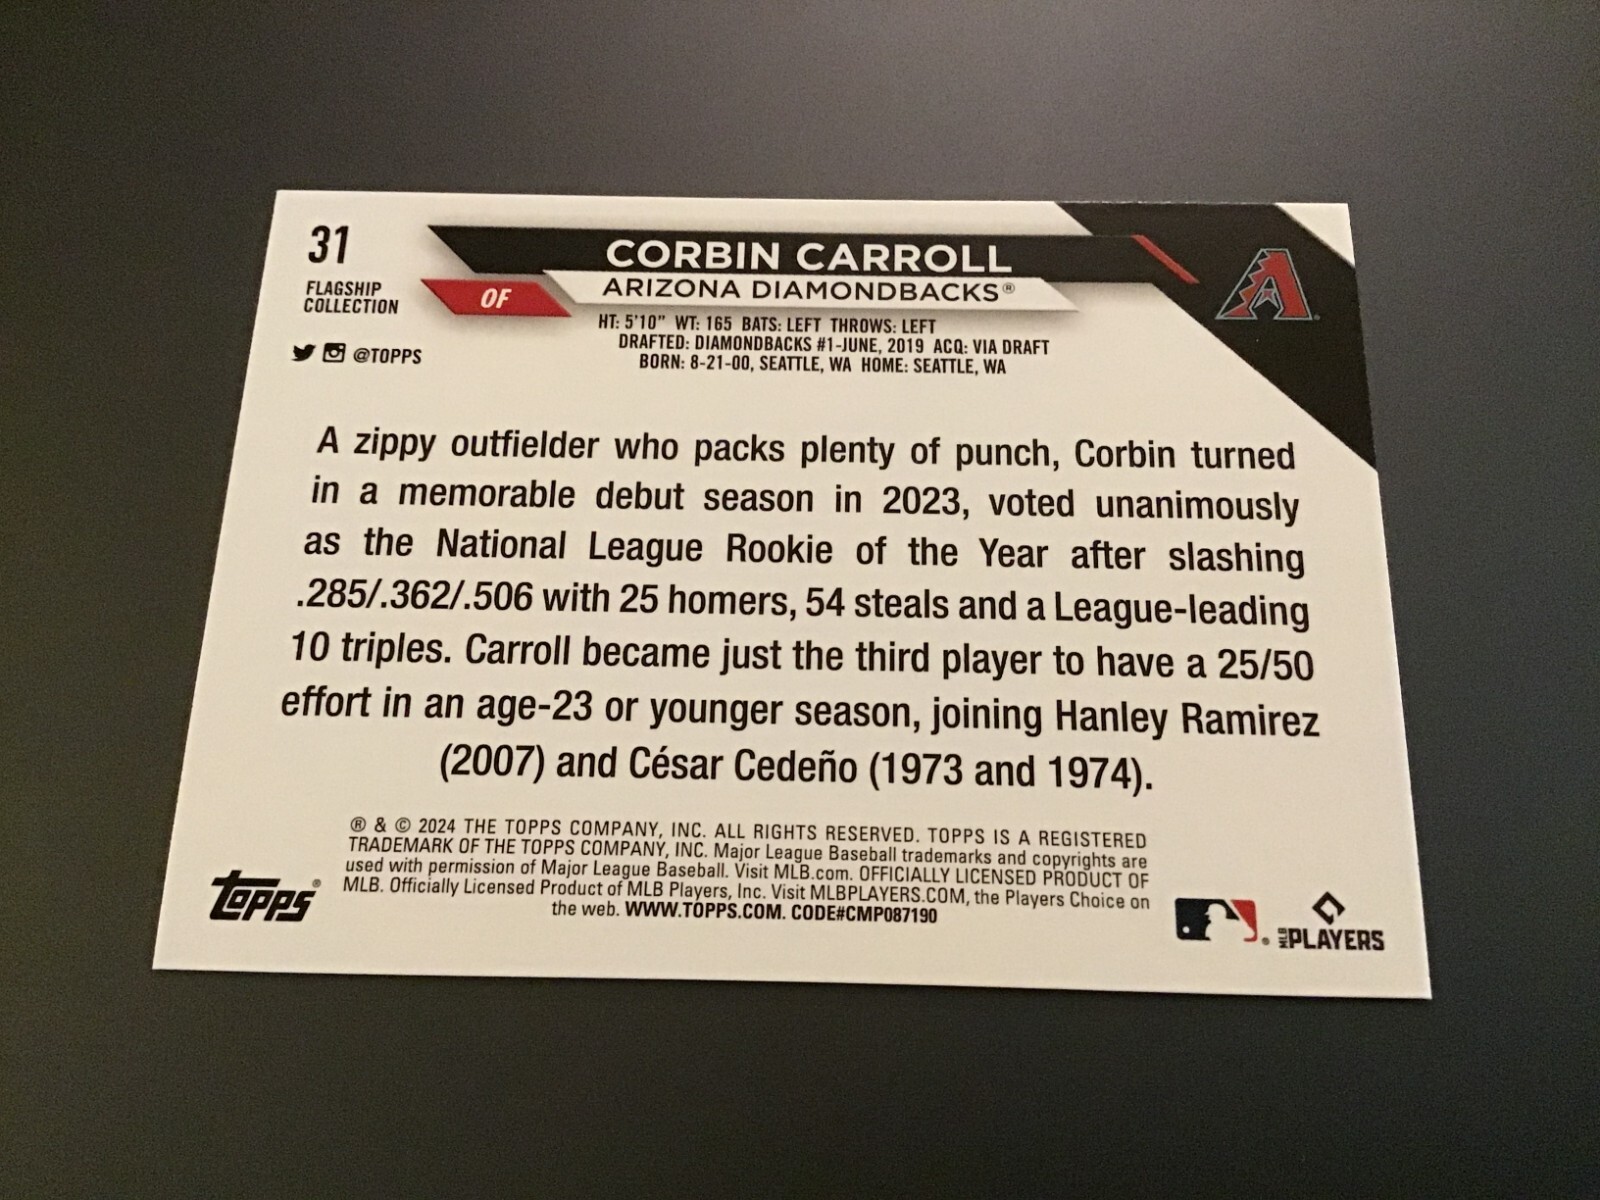 31
FLAGSHIP
COLLECTION
@TOPPS
CORBIN CARROLL
OF
ARIZONA DIAMONDBACKS®
HT: 5'10" WT: 165 BATS: LEFT THROWS: LEFT
DRAFTED: DIAMONDBACKS #1-JUNE, 2019 ACQ: VIA DRAFT
BORN: 8-21-00, SEATTLE, WA HOME: SEATTLE, WA
A
A zippy outfielder who packs plenty of punch, Corbin turned
in a memorable debut season in 2023, voted unanimously
as the National League Rookie of the Year after slashing
.285/.362/.506 with 25 homers, 54 steals and a League-leading
10 triples. Carroll became just the third player to have a 25/50
effort in an age-23 or younger season, joining Hanley Ramirez
(2007) and César Cedeño (1973 and 1974).
® & © 2024 THE TOPPS COMPANY, INC. ALL RIGHTS RESERVED. TOPPS IS A REGISTERED
TRADEMARK OF THE TOPPS COMPANY, INC. Major League Baseball trademarks and copyrights are
used with permission of Major League Baseball. Visit MLB.com. OFFICIALLY LICENSED PRODUCT OF
MLB. Officially Licensed Product of MLB Players, Inc. Visit MLBPLAYERS.COM, the Players Choice on
the web. WWW.TOPPS.COM. CODE#CMP087190
TOPPS®
MLB PLAYERS